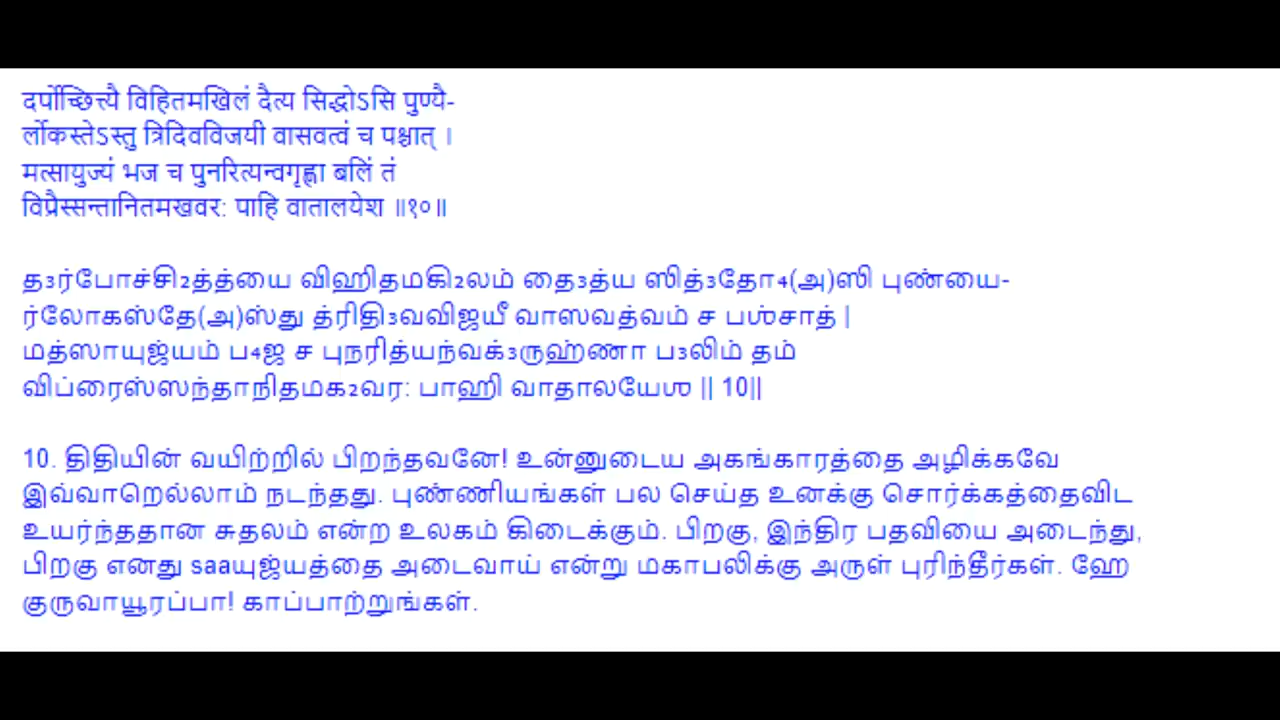 दर्पोच्छित्त्यै विहितमखिलं दैत्य सिद्धोऽसि पुण्यै-
र्लोकस्तेऽस्तु त्रिदिवविजयी वासवत्वं च पश्चात् ।
मत्सायुज्यं भज च पुनरित्यन्वगृह्णा बलिं तं
विप्रैस्सन्तानितमखवर: पाहि वातालयेश ॥१०॥
த₃ர்போச்சி₂த்த்யை விஹிதமகி₂லம் தை₃த்ய ஸித்₃தோ₄(அ)ஸி புண்யை-
ர்லோகஸ்தே(அ)ஸ்து த்ரிதி₃வவிஜயீ வாஸவத்வம் ச பஶ்சாத் |
மத்ஸாயுஜ்யம் ப₄ஜ ச புநரித்யந்வக்₃ருஹ்ணா ப₃லிம் தம்
விப்ரைஸ்ஸந்தாநிதமக₂வர: பாஹி வாதாலயேஶ || 10||
10. திதியின் வயிற்றில் பிறந்தவனே! உன்னுடைய அகங்காரத்தை அழிக்கவே
இவ்வாறெல்லாம் நடந்தது. புண்ணியங்கள் பல செய்த உனக்கு சொர்க்கத்தைவிட
உயர்ந்ததான சுதலம் என்ற உலகம் கிடைக்கும். பிறகு, இந்திர பதவியை அடைந்து,
பிறகு எனது saaயுஜ்யத்தை அடைவாய் என்று மகாபலிக்கு அருள் புரிந்தீர்கள். ஹே
குருவாயூரப்பா! காப்பாற்றுங்கள்.